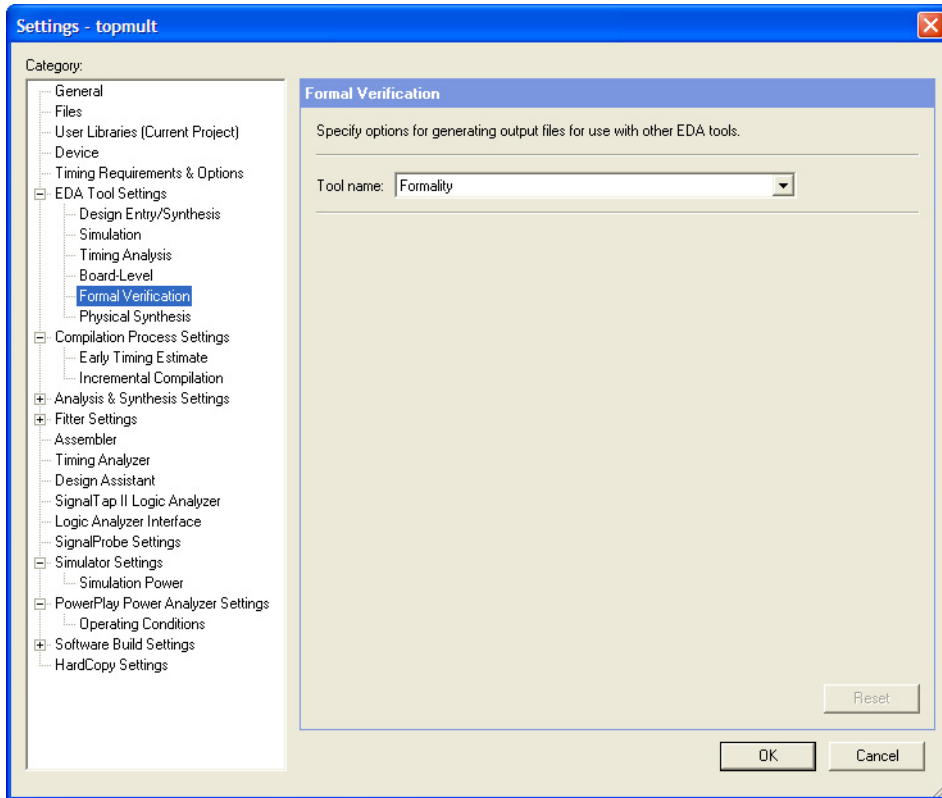 Settings - topmult
Category:
General
Files
User Libraries (Current Project)
Device
Timing Requirements & Options
EDA Tool Settings
Design Entry/Synthesis
Simulation
Timing Analysis
Board-Level
Formal Verification
Physical Synthesis
Compilation Process Settings
Early Timing Estimate
Incremental Compilation
Analysis & Synthesis Settings
Fitter Settings
Assembler
Timing Analyzer
Design Assistant
SignalTap II Logic Analyzer
Logic Analyzer Interface
SignalProbe Settings
Simulator Settings
Simulation Power
PowerPlay Power Analyzer Settings
Operating Conditions
Software Build Settings
HardCopy Settings
Formal Verification
Specify options for generating output files for use with other EDA tools.
Tool name: Formality
Reset
OK Cancel